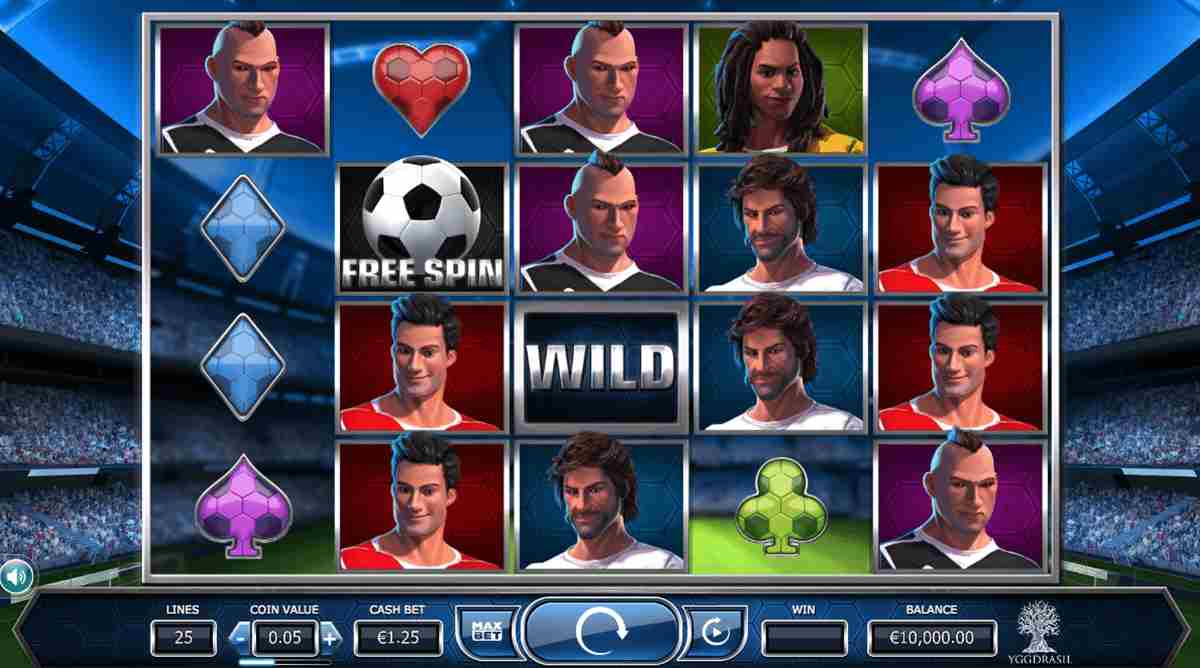 FREE SPIN
WILD
LINES
COIN VALUE
CASH BET
WIN
BALANCE
25
-
0.05
+
€1.25
MAX
BET
€10,000.00
YGGDRASIL